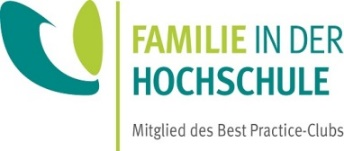 FAMILIE IN DER
HOCHSCHULE
Mitglied des Best Practice-Clubs